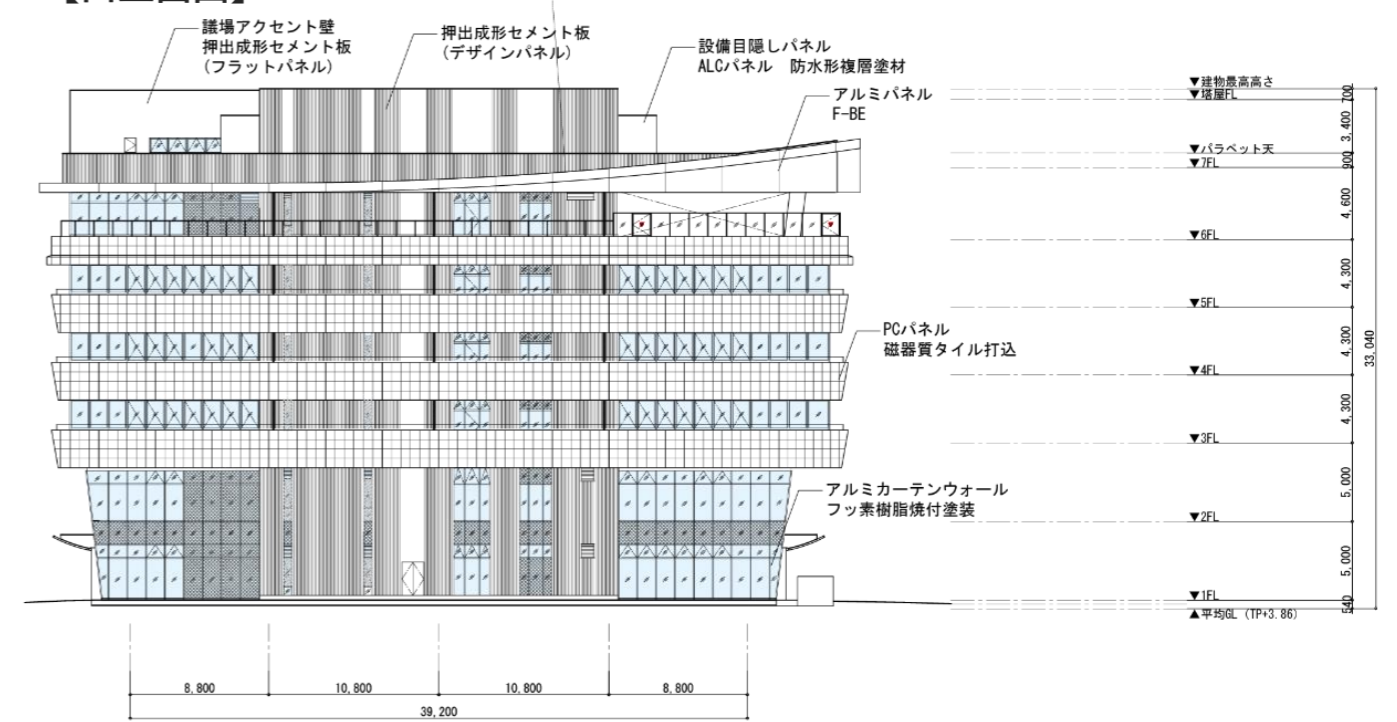 議場アクセント壁
押出成形セメント板
(フラットパネル)
押出成形セメント板
(デザインパネル)
設備目隠しパネル
ALCパネル　防水形複層塗材
アルミパネル
F-BE
PCパネル
磁器質タイル打込
アルミカーテンウォール
フッ素樹脂焼付塗装
▼建物最高高さ
▼塔屋FL
▼パラペット天
▼7FL
▼6FL
▼5FL
▼4FL
▼3FL
▼2FL
▼1FL
▲平均GL (TP+3.86)
700
3,400
900
4,600
4,300
4,300
4,300
5,000
5,000
540
33,040
8,800
10,800
10,800
8,800
39,200